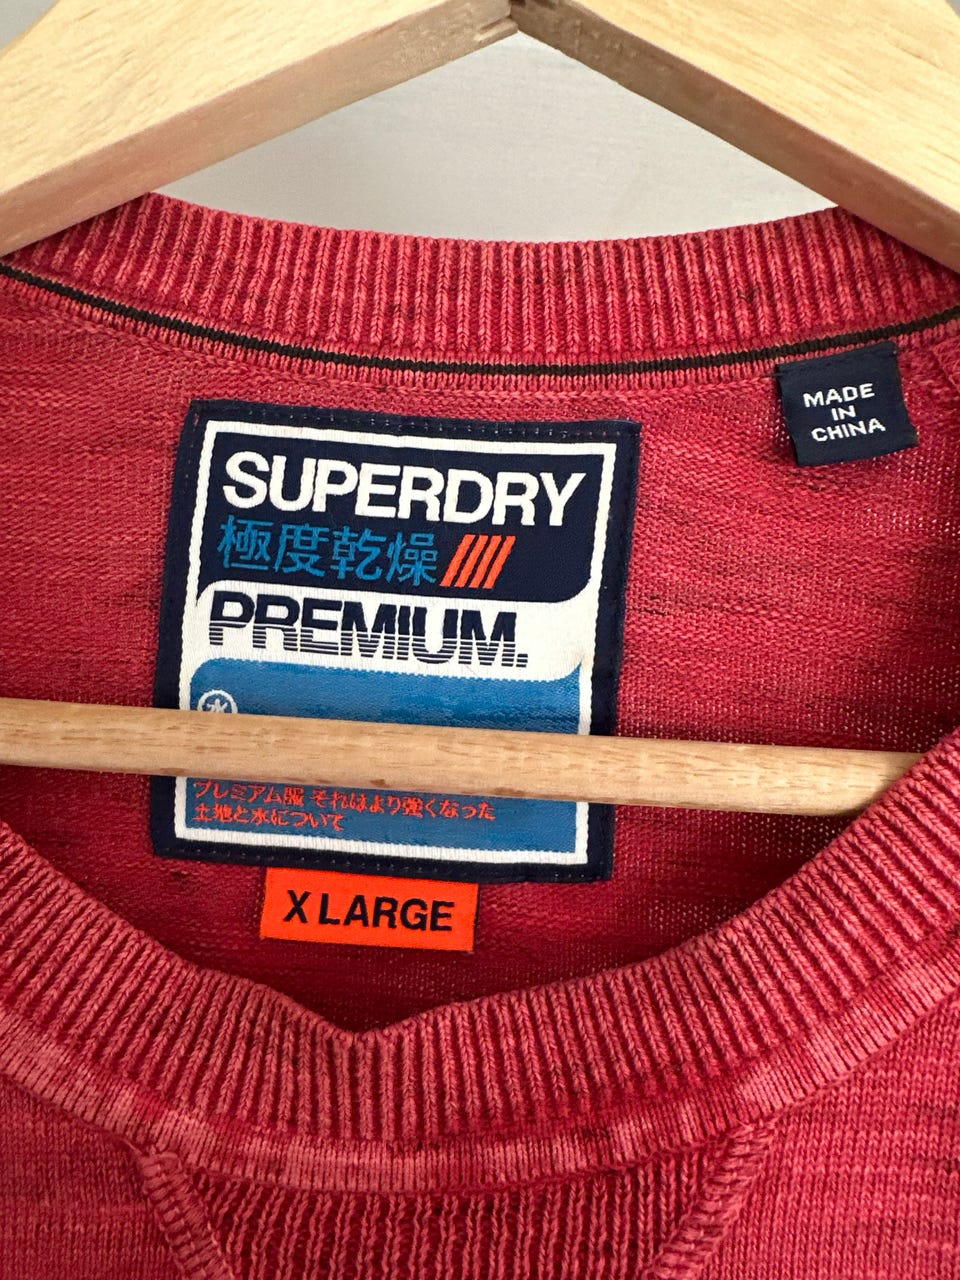 SUPERDRY
極度乾燥
PREMIUM.
水
プレミアム服 それはより強くなった
土地と水について
X LARGE
MADE
IN
CHINA